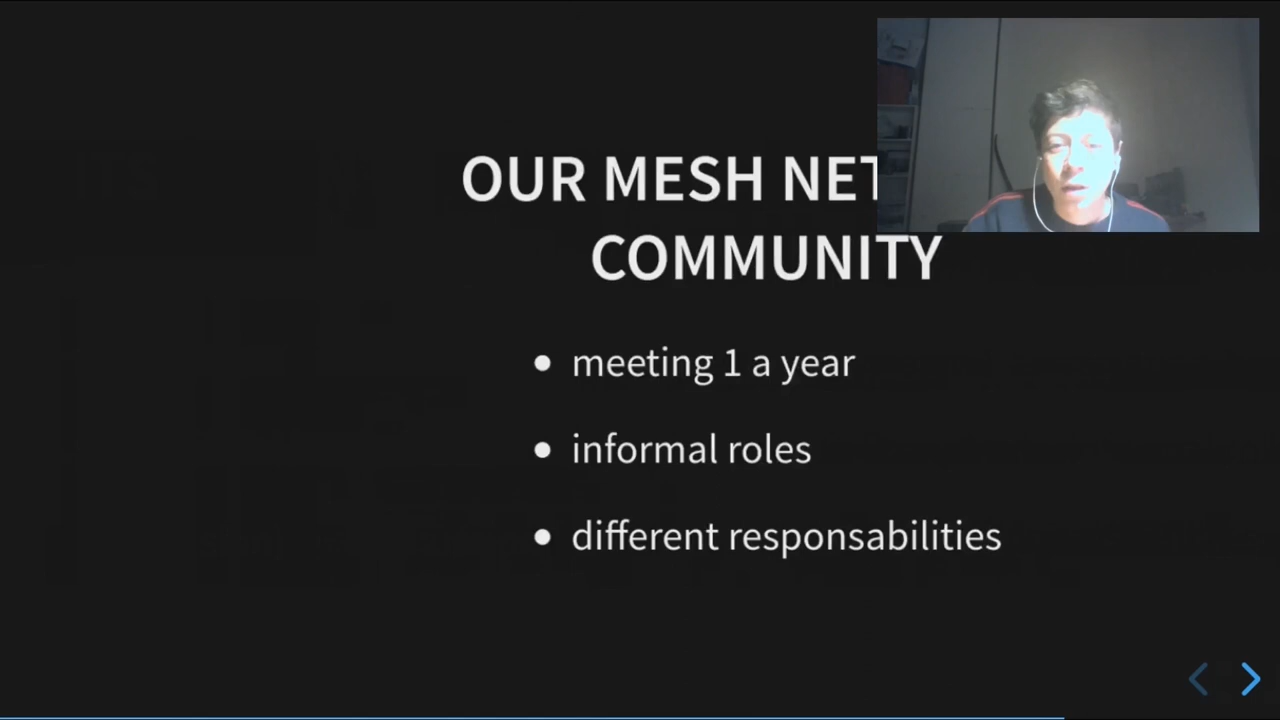 OUR MESH NET
COMMUNITY
meeting 1 a year
informal roles
different responsabilities